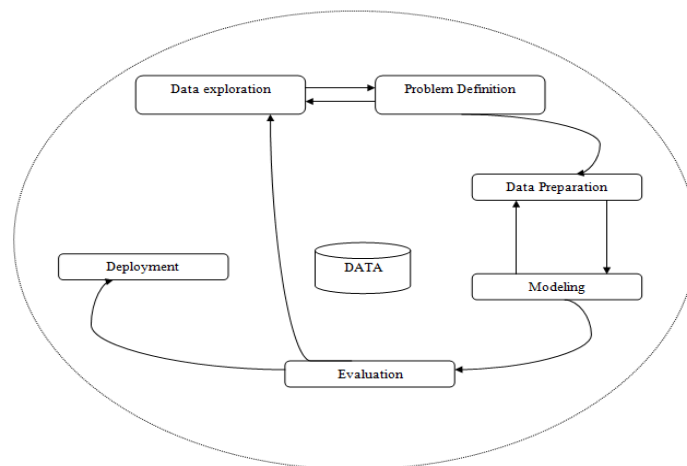 Data exploration
Problem Definition
Data Preparation
Deployment
DATA
Modeling
Evaluation